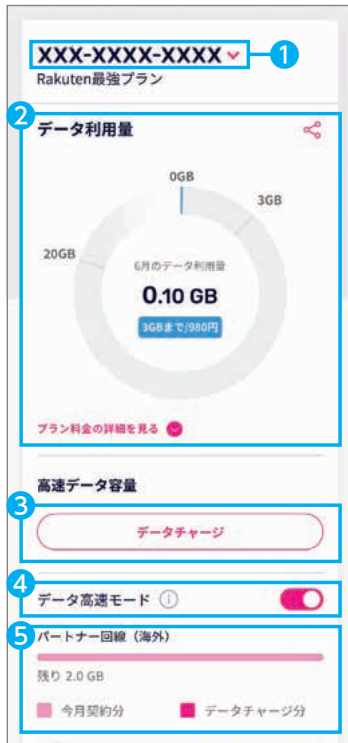 XXX-XXXX-XXXX 1
Rakuten最強プラン
2
データ利用量
0GB
3GB
20GB
6月のデータ利用量
0.10 GB
3GBまで/980円
プラン料金の詳細を見る
高速データ容量
3
データチャージ
4
データ高速モード
5
パートナー回線（海外）
残り 2.0 GB
今月契約分 データチャージ分